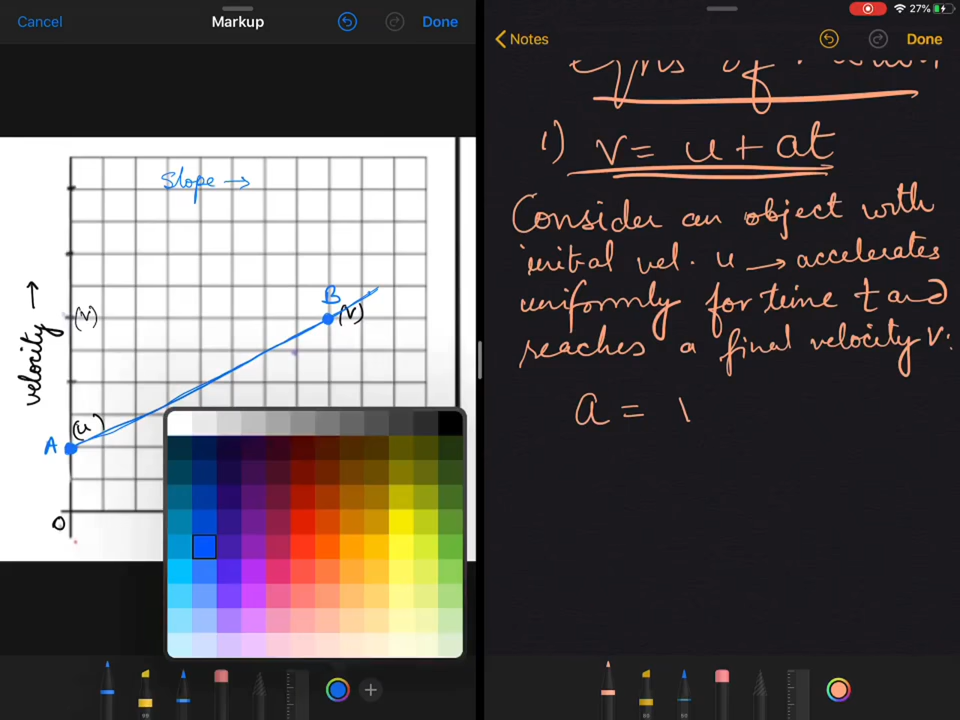 Cancel
Markup
Done
Slope →
velocity →
(v)
B
(v)
A
(u)
0
27%
Notes
Done
1) v = u + at
Consider an object with
initial vel. u → accelerates
uniformly for time t and
reaches a final velocity v.
a =